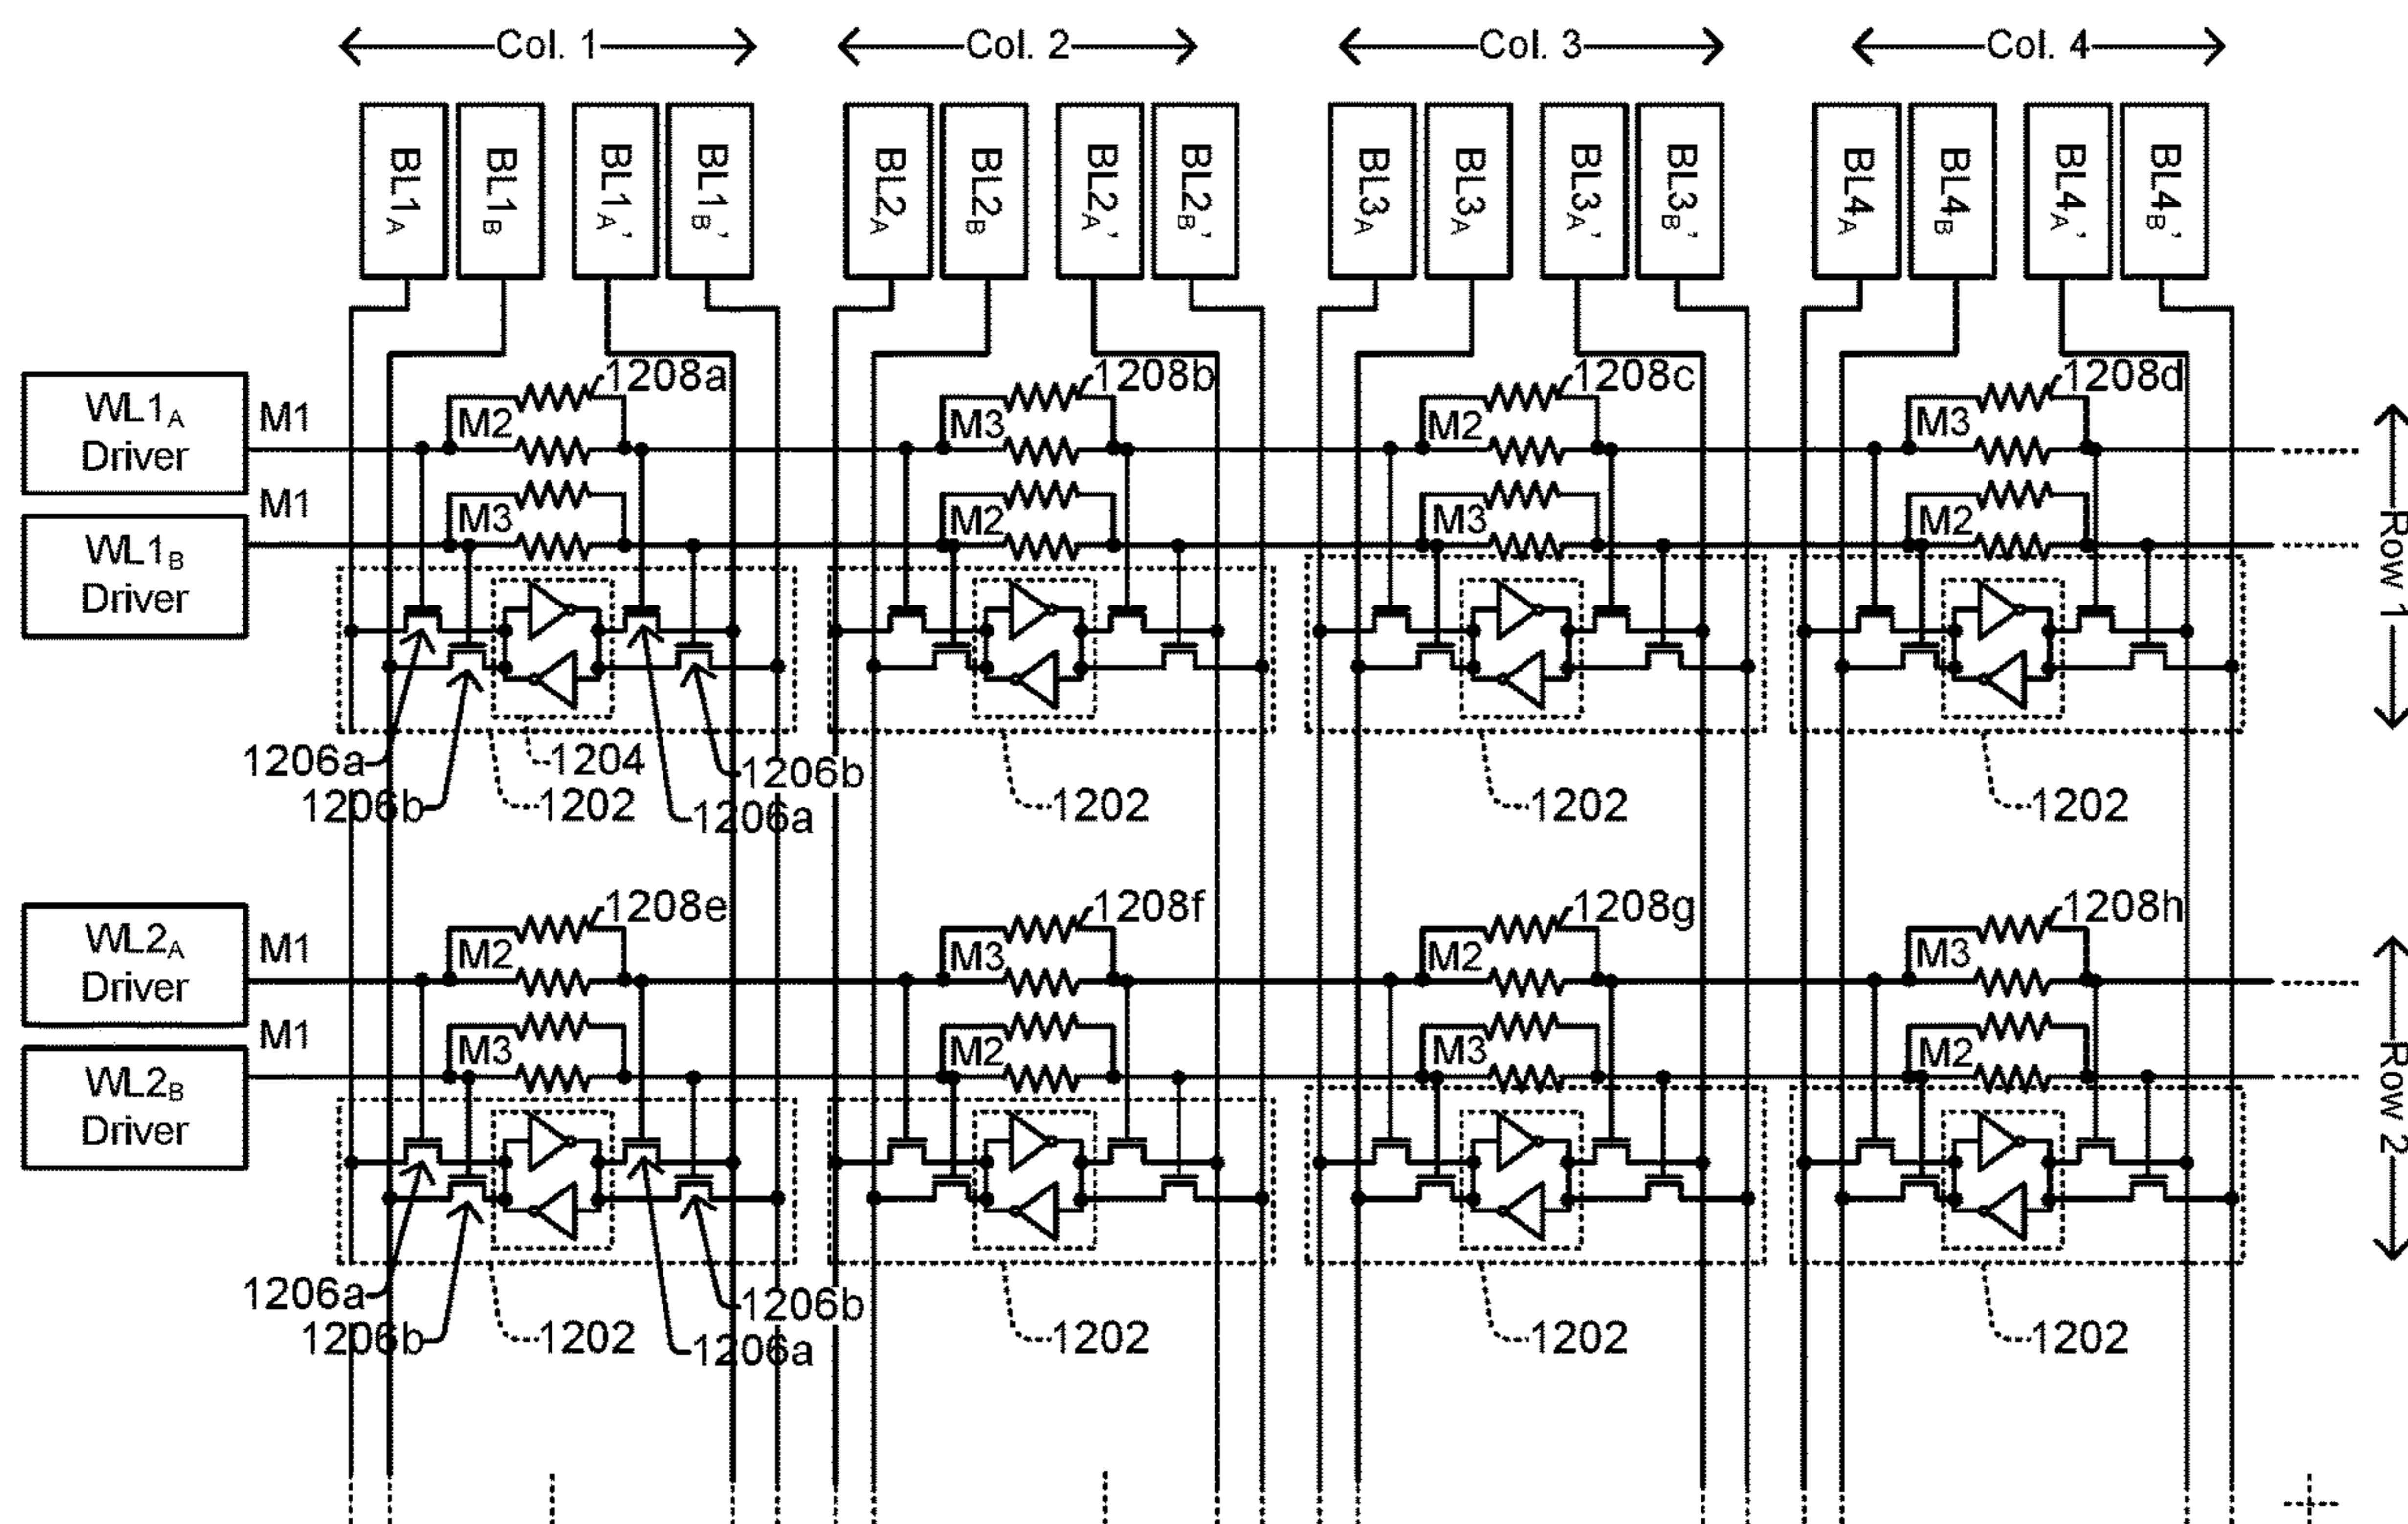 Col. 1 Col. 2 Col. 3 Col. 4
BL1A BL1B BL1A' BL1B' BL2A BL2B BL2A' BL2B' BL3A BL3A BL3A' BL3B' BL4A BL4B BL4A' BL4B'
1208a 1208b 1208c 1208d
WL1A
Driver
M1 M2 M3 M2 M3
WL1B
Driver
M1 M3 M2 M3 M2
Row 1
1206a 1204 1206b
1206b 1202 1206a 1202 1202 1202
1208e 1208f 1208g 1208h
WL2A
Driver
M1 M2 M3 M2 M3
WL2B
Driver
M1 M3 M2 M3 M2
Row 2
1206a 1206b
1206b 1202 1206a 1202 1202 1202